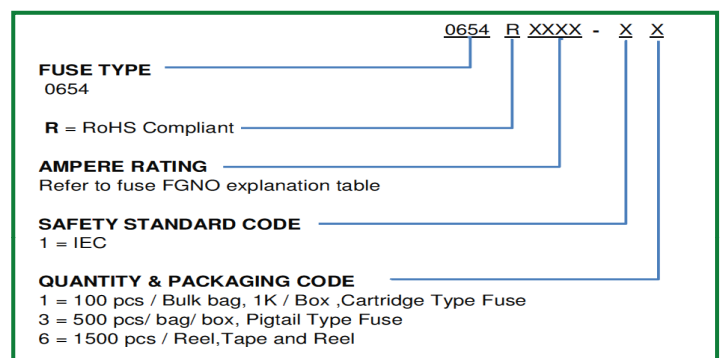 0654 R XXXX - X X
FUSE TYPE
0654
R = RoHS Compliant
AMPERE RATING
Refer to fuse FGNO explanation table
SAFETY STANDARD CODE
1 = IEC
QUANTITY & PACKAGING CODE
1 = 100 pcs / Bulk bag, 1K / Box ,Cartridge Type Fuse
3 = 500 pcs/ bag/ box, Pigtail Type Fuse
6 = 1500 pcs / Reel,Tape and Reel